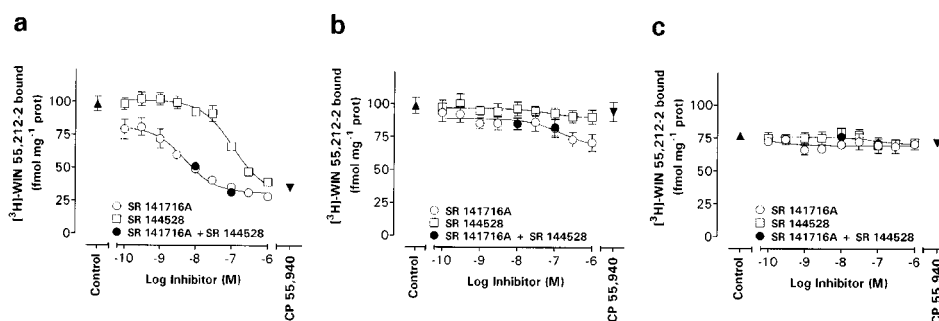 a
[³H]-WIN 55,212-2 bound
(fmol mg⁻¹ prot)
100
75
50
25
0
SR 141716A
SR 144528
SR 141716A + SR 144528
Control
-10 -9 -8 -7 -6
CP 55,940
Log Inhibitor (M)
b
[³H]-WIN 55,212-2 bound
(fmol mg⁻¹ prot)
100
75
50
25
0
SR 141716A
SR 144528
SR 141716A + SR 144528
Control
-10 -9 -8 -7 -6
CP 55,940
Log Inhibitor (M)
c
[³H]-WIN 55,212-2 bound
(fmol mg⁻¹ prot)
100
75
50
25
0
SR 141716A
SR 144528
SR 141716A + SR 144528
Control
-10 -9 -8 -7 -6
CP 55,940
Log Inhibitor (M)